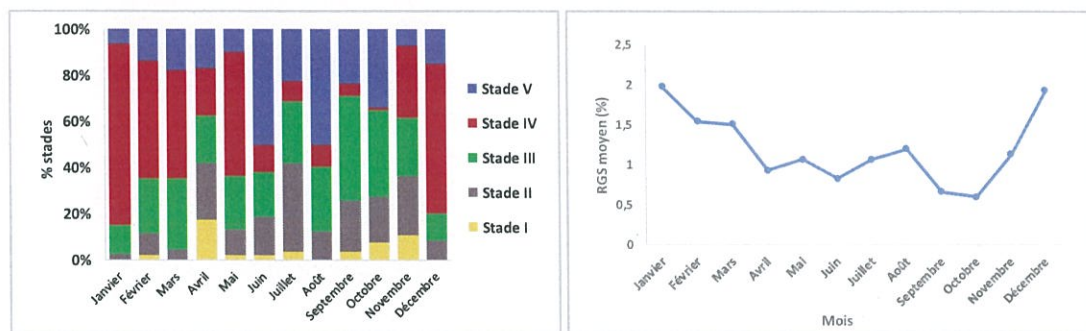 100%
80%
60%
40%
20%
0%
% stades
Janvier
Février
Mars
Avril
Mai
Juin
Juillet
Août
Septembre
Octobre
Novembre
Décembre
Stade V
Stade IV
Stade III
Stade II
Stade I
2,5
2
1,5
1
0,5
0
RGS moyen (%)
Janvier
Février
Mars
Avril
Mai
Juin
Juillet
Août
Septembre
Octobre
Novembre
Décembre
Mois